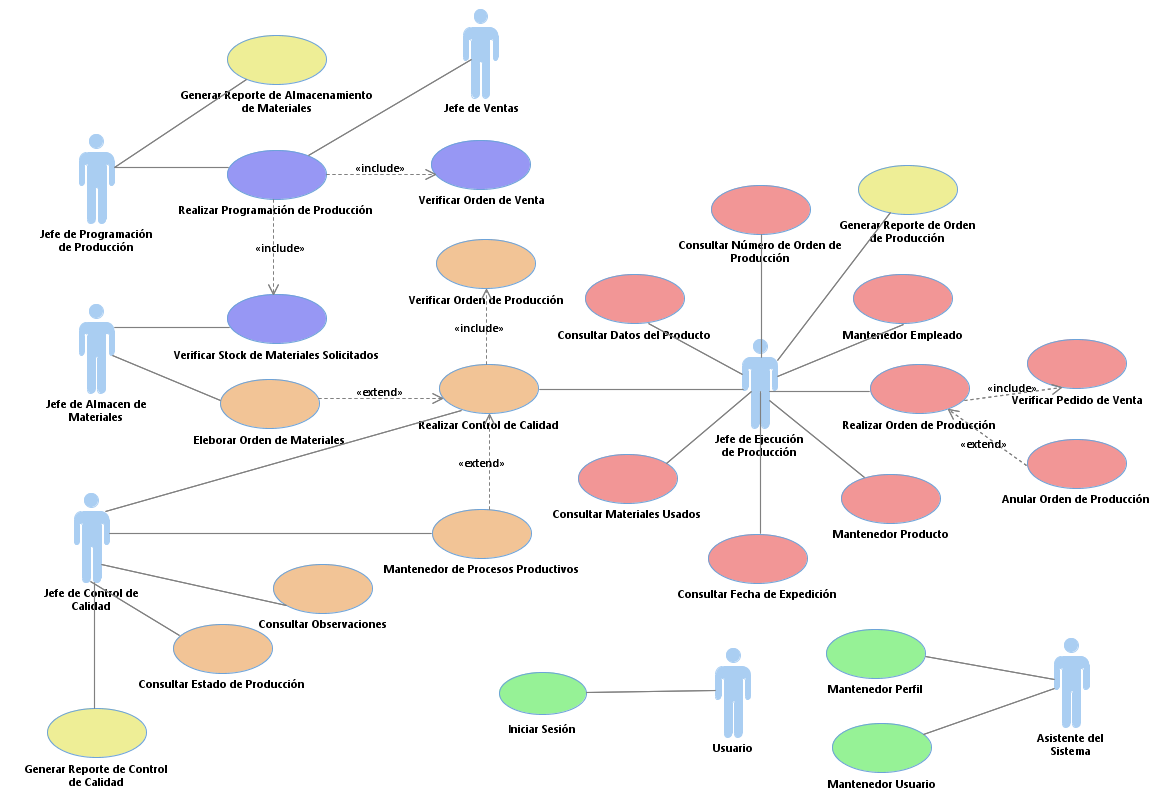 Generar Reporte de Almacenamiento
de Materiales
Jefe de Ventas
Jefe de Programación
de Producción
Realizar Programación de Producción
«include»
Verificar Orden de Venta
«include»
Verificar Orden de Producción
Consultar Número de Orden de
Producción
Generar Reporte de Orden
de Producción
Consultar Datos del Producto
Mantenedor Empleado
Verificar Stock de Materiales Solicitados
«include»
Jefe de Almacen de
Materiales
Eleborar Orden de Materiales
«extend»
Realizar Control de Calidad
Jefe de Ejecución
de Producción
Realizar Orden de Producción
«include»
Verificar Pedido de Venta
«extend»
Anular Orden de Producción
«extend»
Consultar Materiales Usados
Mantenedor Producto
Mantenedor de Procesos Productivos
Consultar Fecha de Expedición
Jefe de Control de
Calidad
Consultar Observaciones
Consultar Estado de Producción
Generar Reporte de Control
de Calidad
Iniciar Sesión
Usuario
Mantenedor Perfil
Mantenedor Usuario
Asistente del
Sistema